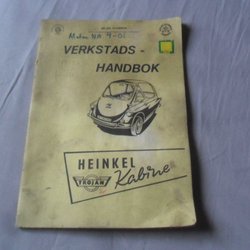 VERKSTADS -
HANDBOK
HEINKEL
TROJAN
Kabine